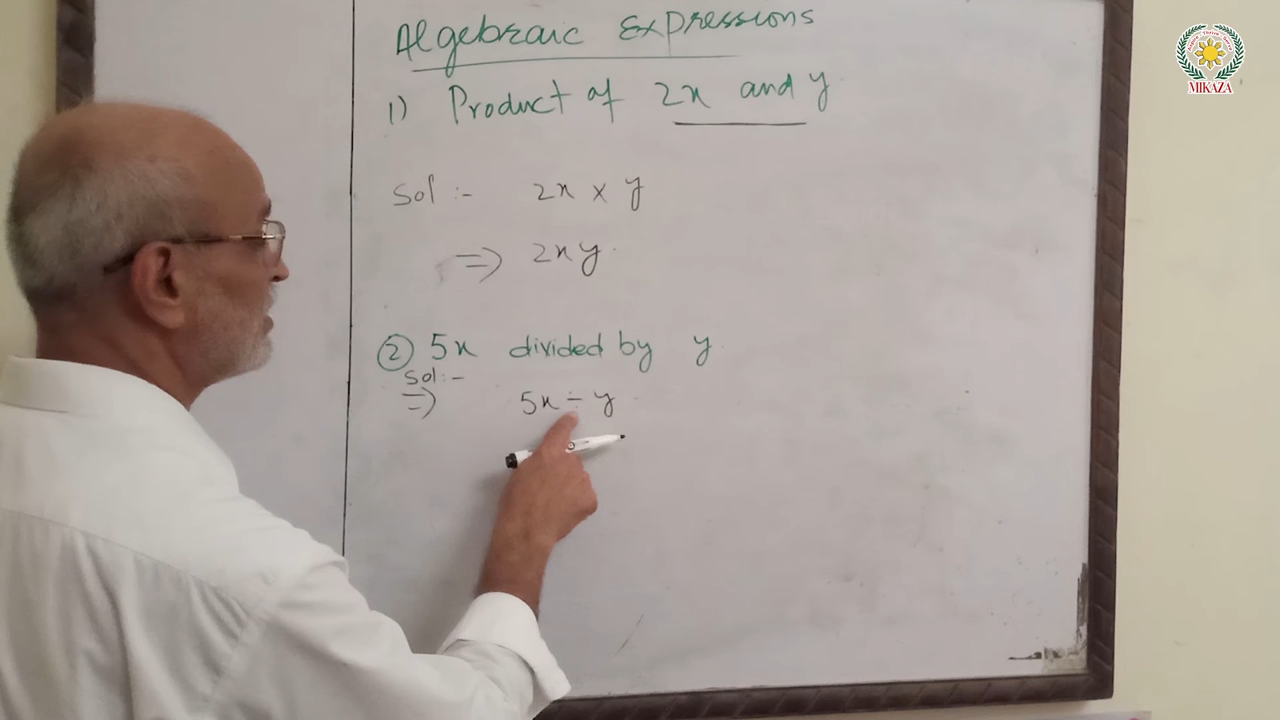 Algebraic Expressions
1) Product of 2x and y
Sol :- 2x × y
⇒ 2xy
② 5x divided by y
Sol:-
⇒ 5x ÷ y
MIKAZA